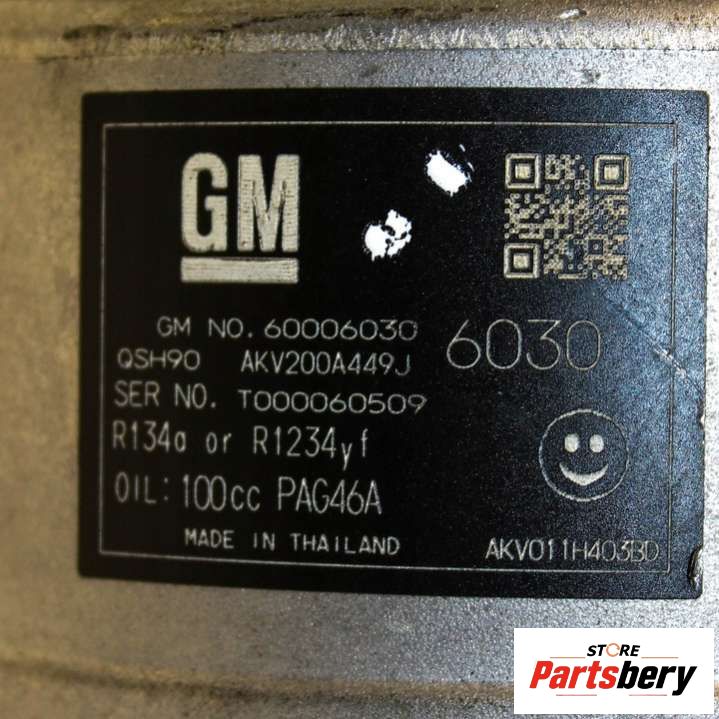 GM
GM NO. 60006030
6030
QSH90 AKV200A449J
SER NO. T000060509
R134a or R1234yf
OIL: 100cc PAG46A
MADE IN THAILAND
AKV011H403BD
STORE
Partsbery